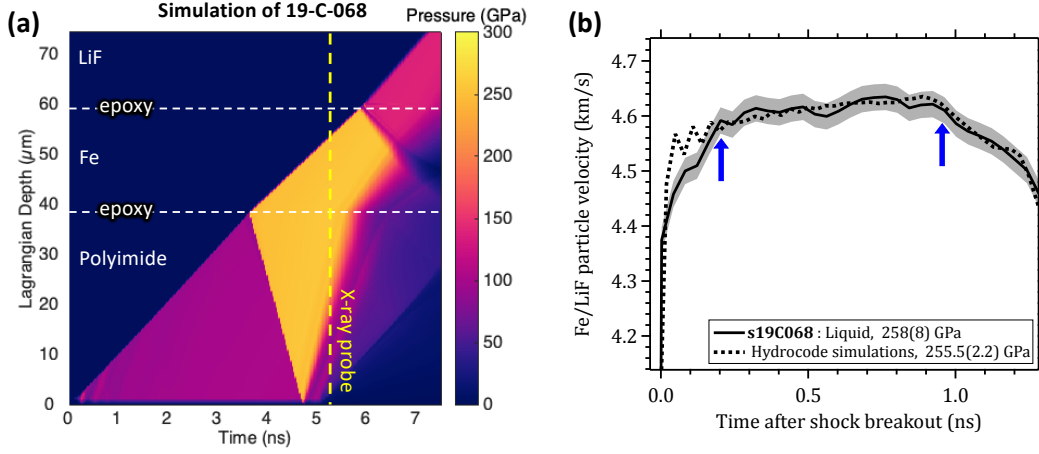 (a)
Simulation of 19-C-068
Pressure (GPa)
Lagrangian Depth (µm)
70
60
50
40
30
20
10
0
LiF
epoxy
Fe
epoxy
Polyimide
X-ray probe
0
1
2
3
4
5
6
7
Time (ns)
300
250
200
150
100
50
0
(b)
Fe/LiF particle velocity (km/s)
4.7
4.6
4.5
4.4
4.3
4.2
s19C068 : Liquid, 258(8) GPa
Hydrocode simulations, 255.5(2.2) GPa
0.0
0.5
1.0
Time after shock breakout (ns)